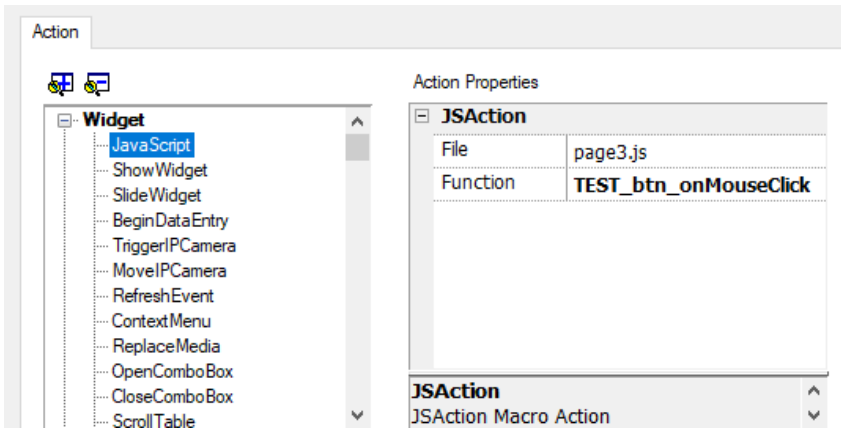 Action
Action Properties
Widget
JavaScript
ShowWidget
SlideWidget
BeginDataEntry
TriggerIPCamera
MoveIPCamera
RefreshEvent
ContextMenu
ReplaceMedia
OpenComboBox
CloseComboBox
ScrollTable
JSAction
File page3.js
Function TEST_btn_onMouseClick
JSAction
JSAction Macro Action